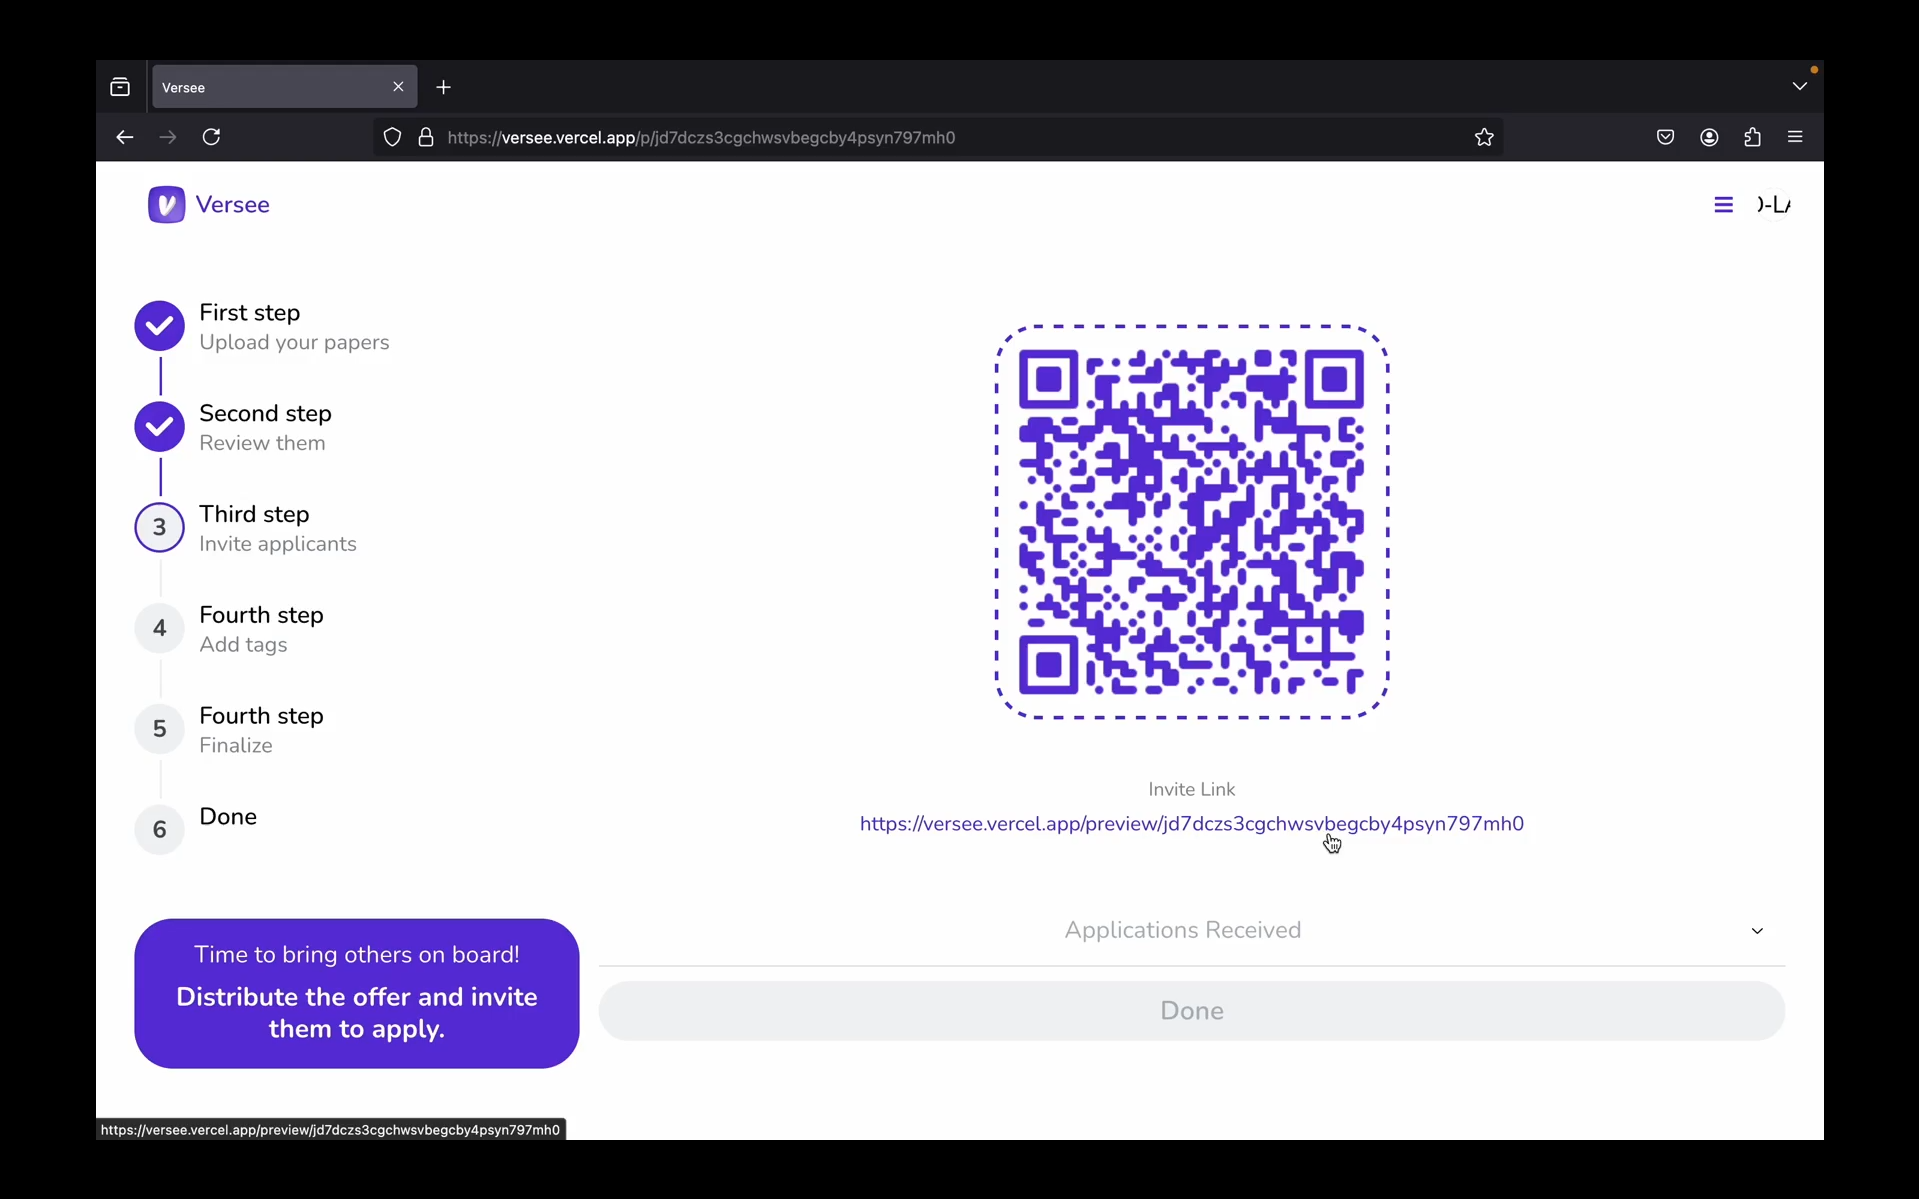 Versee
https://versee.vercel.app/p/jd7dczs3cgchwsvbegcby4psyn797mh0
Versee
First step
Upload your papers
Second step
Review them
3
Third step
Invite applicants
4
Fourth step
Add tags
5
Fourth step
Finalize
6
Done
Time to bring others on board!
Distribute the offer and invite
them to apply.
Invite Link
https://versee.vercel.app/preview/jd7dczs3cgchwsvbegcby4psyn797mh0
Applications Received
Done
https://versee.vercel.app/preview/jd7dczs3cgchwsvbegcby4psyn797mh0